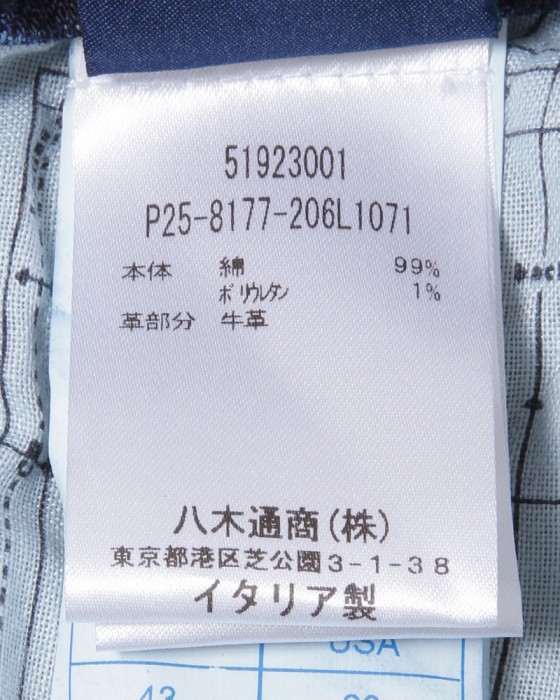 51923001
P25-8177-206L1071
本体 綿 99%
ポリウレタン 1%
革部分 牛革
八木通商(株)
東京都港区芝公園3-1-38
イタリア製
USA
43